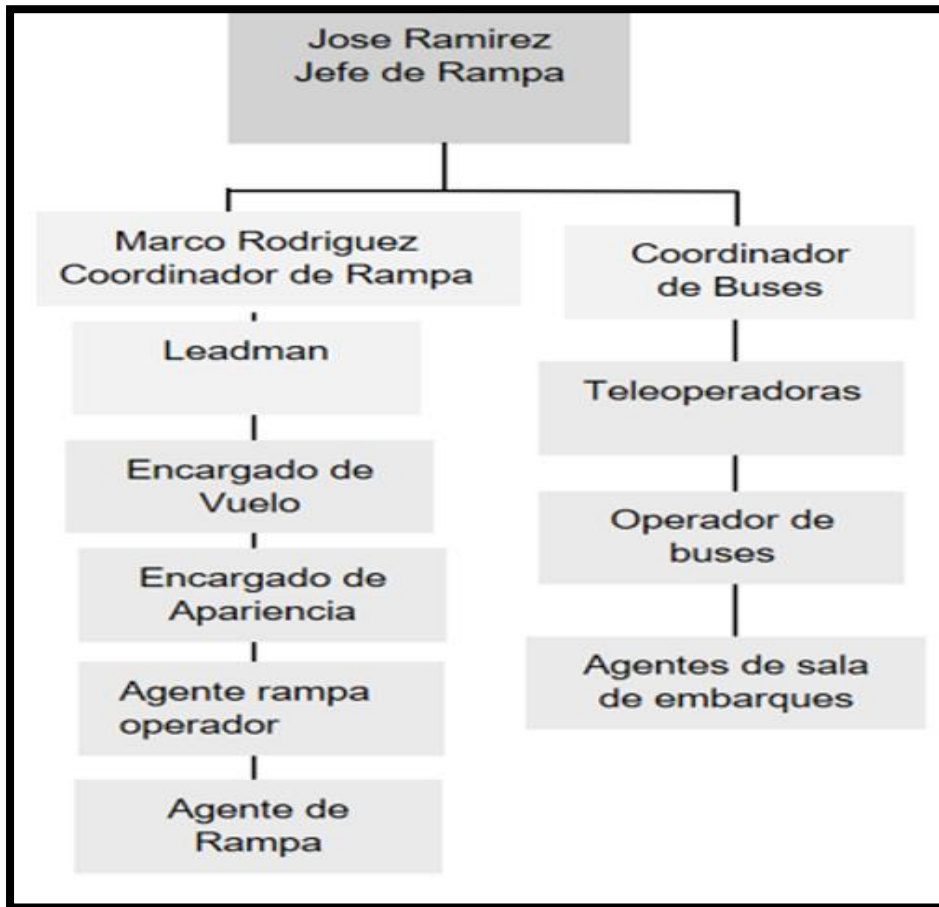 Jose Ramirez
Jefe de Rampa
Marco Rodriguez
Coordinador de Rampa
Leadman
Encargado de
Vuelo
Encargado de
Apariencia
Agente rampa
operador
Agente de
Rampa
Coordinador
de Buses
Teleoperadoras
Operador de
buses
Agentes de sala
de embarques